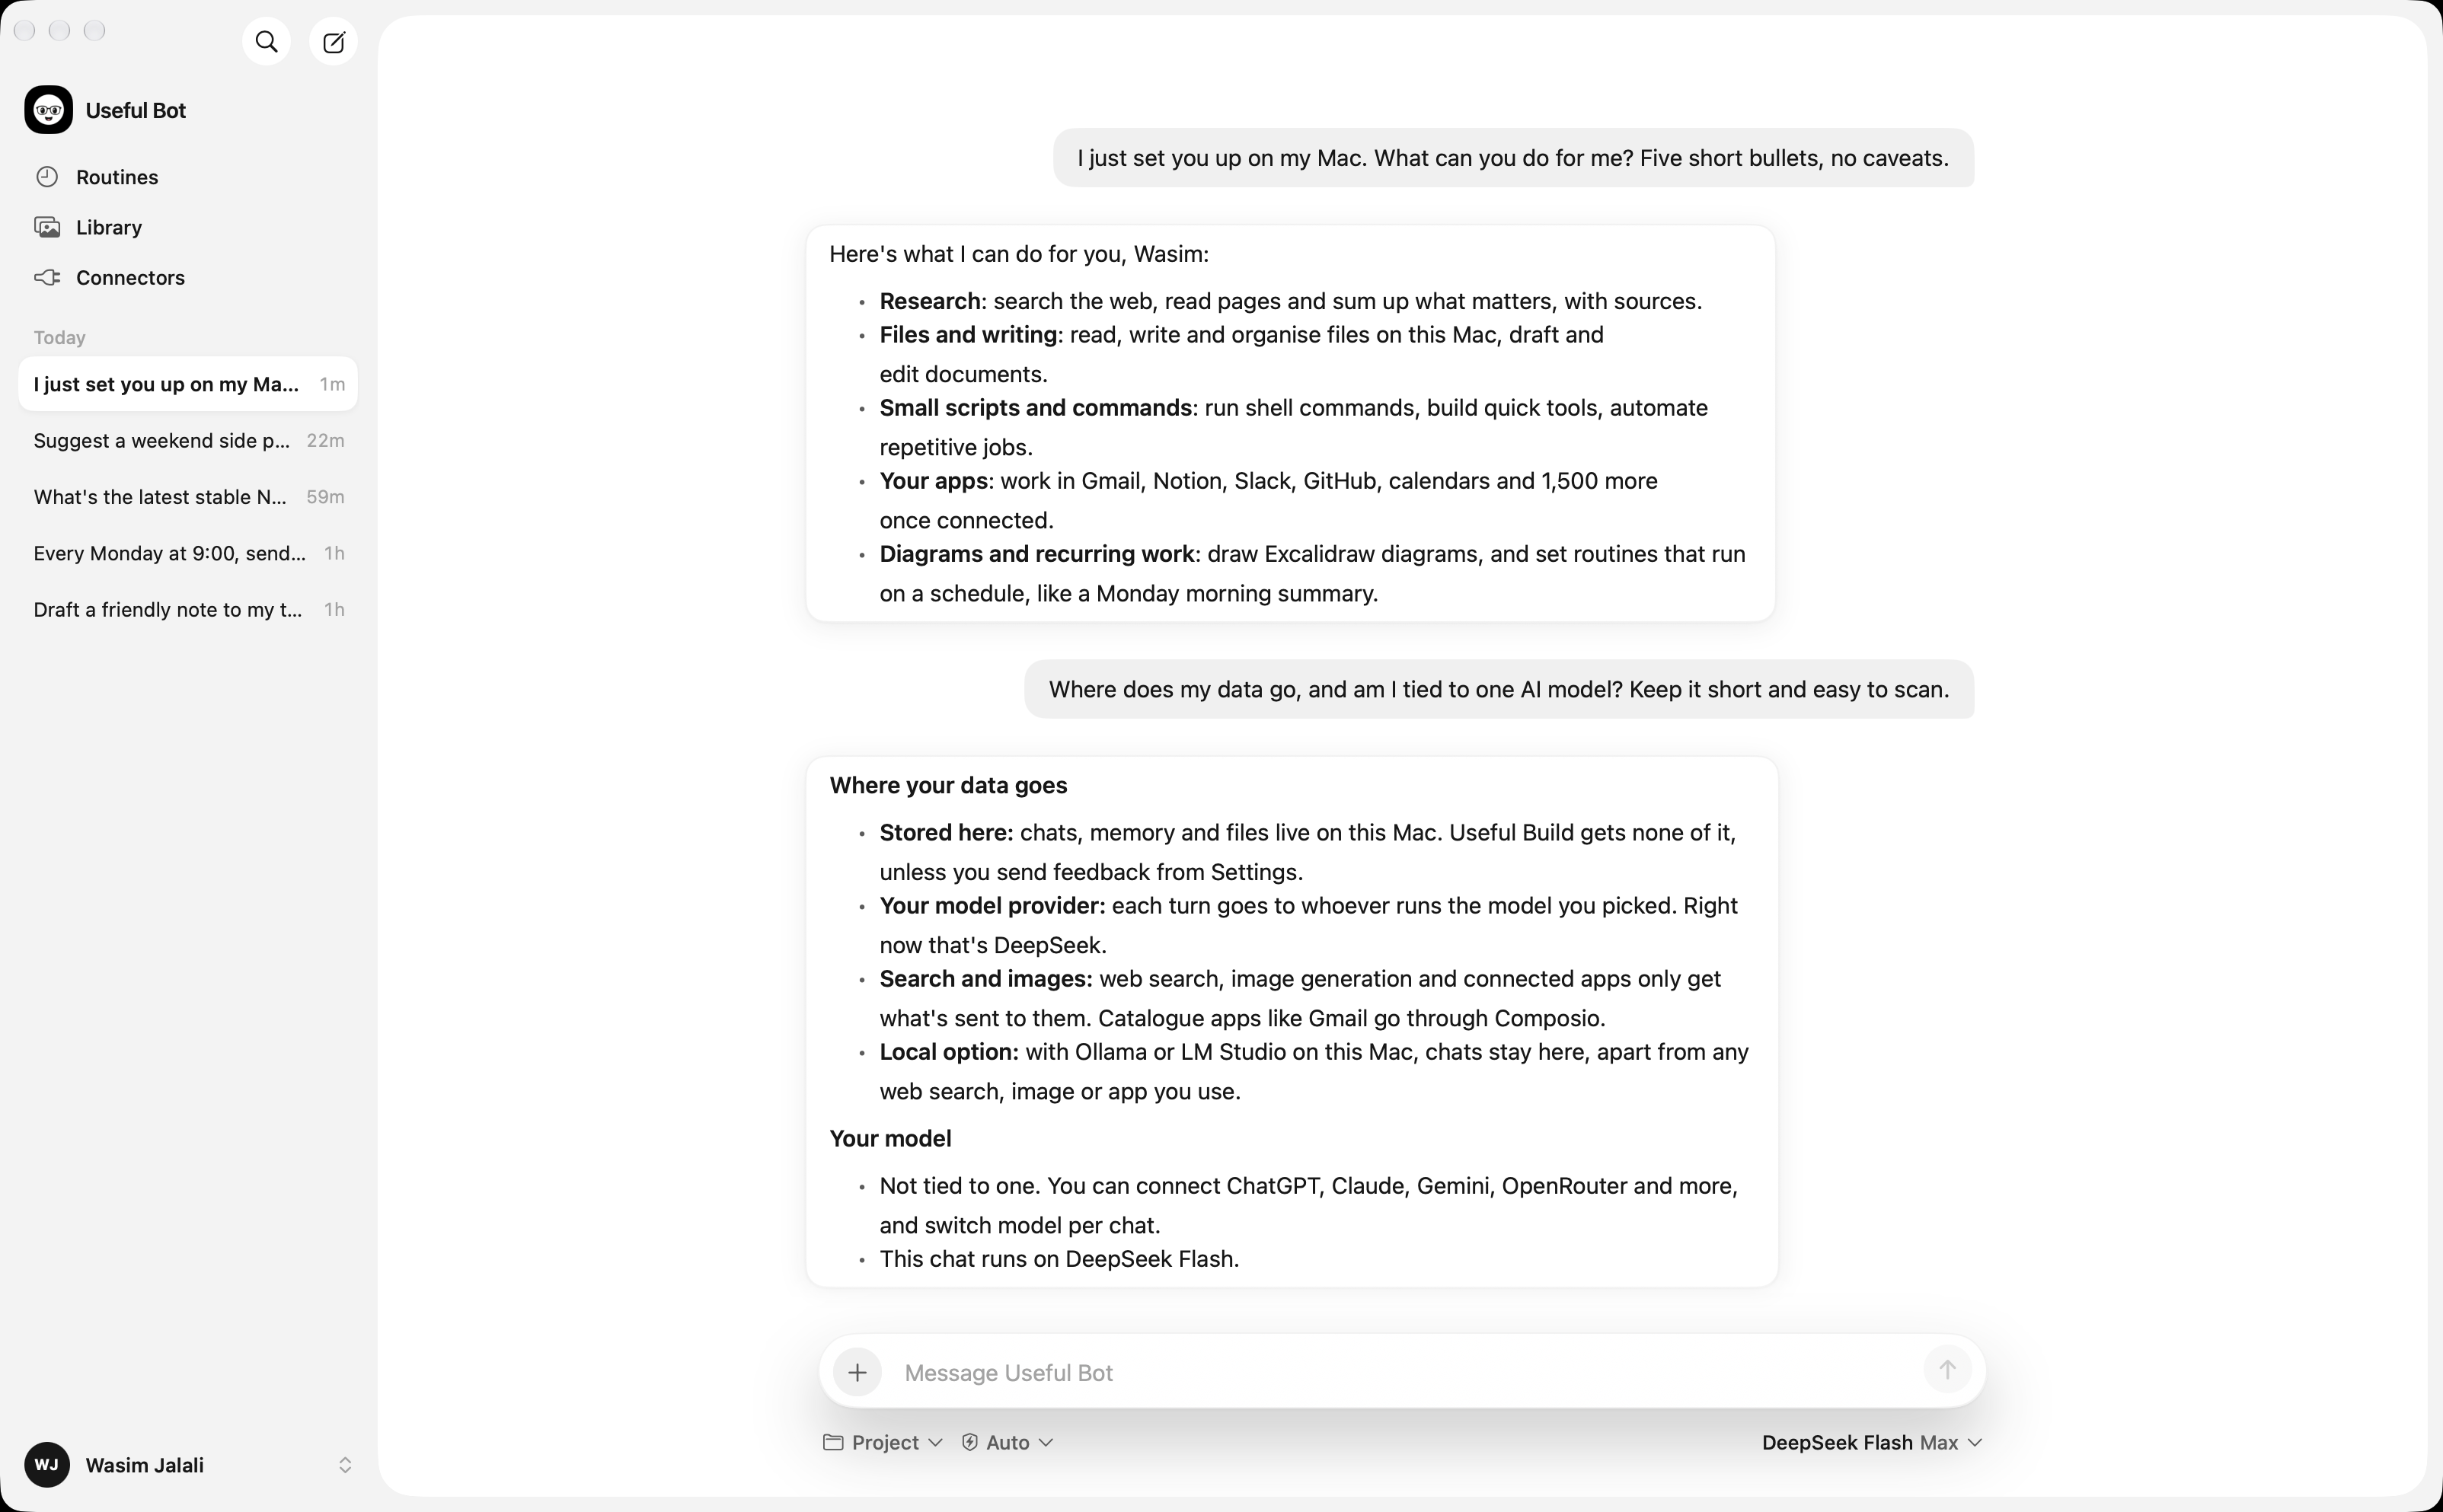 Useful Bot
Routines
Library
Connectors
Today
I just set you up on my Ma... 1m
Suggest a weekend side p... 22m
What's the latest stable N... 59m
Every Monday at 9:00, send... 1h
Draft a friendly note to my t... 1h
WJ
Wasim Jalali
I just set you up on my Mac. What can you do for me? Five short bullets, no caveats.
Here's what I can do for you, Wasim:
• Research: search the web, read pages and sum up what matters, with sources.
• Files and writing: read, write and organise files on this Mac, draft and
edit documents.
• Small scripts and commands: run shell commands, build quick tools, automate
repetitive jobs.
• Your apps: work in Gmail, Notion, Slack, GitHub, calendars and 1,500 more
once connected.
• Diagrams and recurring work: draw Excalidraw diagrams, and set routines that run
on a schedule, like a Monday morning summary.
Where does my data go, and am I tied to one AI model? Keep it short and easy to scan.
Where your data goes
• Stored here: chats, memory and files live on this Mac. Useful Build gets none of it,
unless you send feedback from Settings.
• Your model provider: each turn goes to whoever runs the model you picked. Right
now that's DeepSeek.
• Search and images: web search, image generation and connected apps only get
what's sent to them. Catalogue apps like Gmail go through Composio.
• Local option: with Ollama or LM Studio on this Mac, chats stay here, apart from any
web search, image or app you use.
Your model
• Not tied to one. You can connect ChatGPT, Claude, Gemini, OpenRouter and more,
and switch model per chat.
• This chat runs on DeepSeek Flash.
Message Useful Bot
Project Auto DeepSeek Flash Max